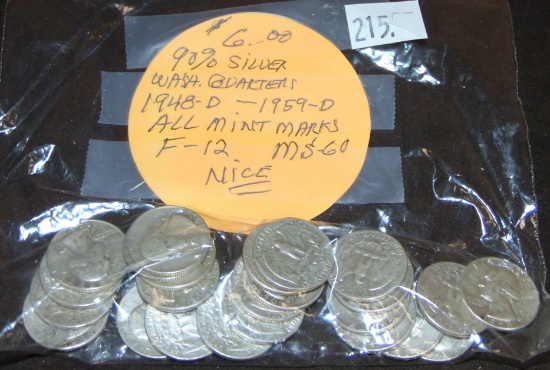 $6.00
215.
90% SILVER
WASH. QUARTERS
1948-D - 1959-D
ALL MINT MARKS
F-12 MS-60
NICE